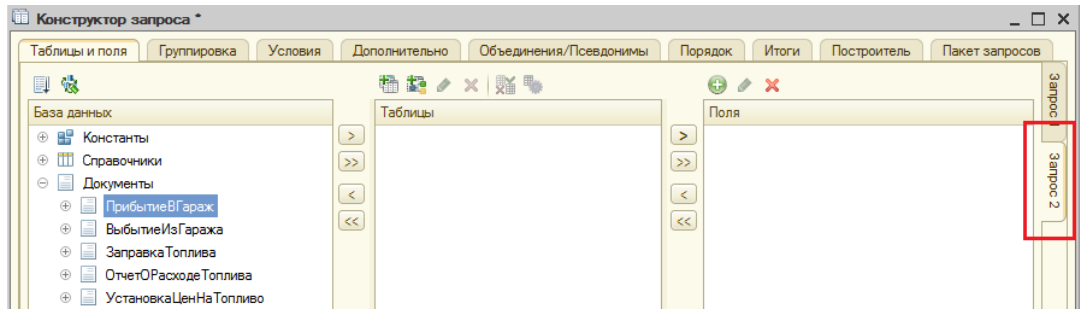 Конструктор запроса *
Таблицы и поля Группировка Условия Дополнительно Объединения/Псевдонимы Порядок Итоги Построитель Пакет запросов
База данных Таблицы Поля
Константы
Справочники
Документы
ПрибытиеВГараж
ВыбытиеИзГаража
ЗаправкаТоплива
ОтчетОРасходеТоплива
УстановкаЦенНаТопливо
> >> < <<
> >> < <<
Запрос 1
Запрос 2